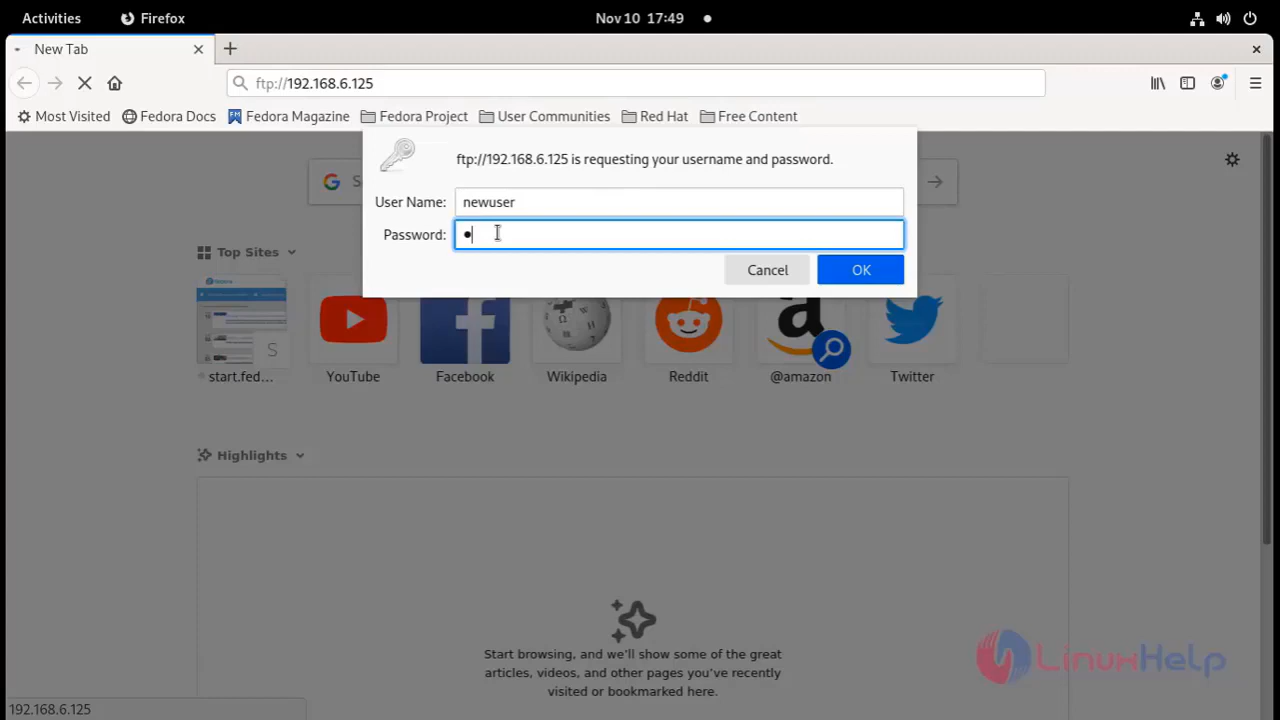 Activities Firefox Nov 10 17:49
New Tab
ftp://192.168.6.125
Most Visited Fedora Docs Fedora Magazine Fedora Project User Communities Red Hat Free Content
ftp://192.168.6.125 is requesting your username and password.
User Name: newuser
G S
Password: ●
Top Sites
Cancel OK
S
start.fed... YouTube Facebook Wikipedia Reddit @amazon Twitter
Highlights
Start browsing, and we'll show some of the great
articles, videos, and other pages you've recently
visited or bookmarked here.
LinuxHelp
192.168.6.125